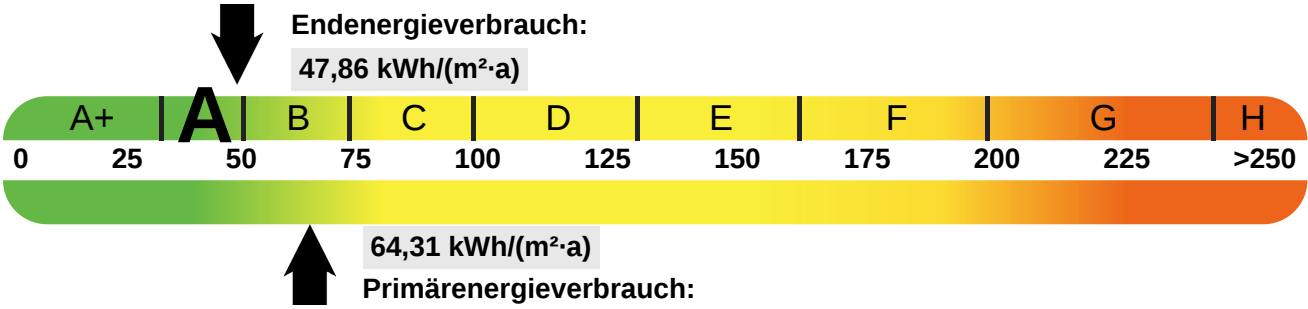 Endenergieverbrauch:
47,86 kWh/(m²·a)
A+ A B C D E F G H
0 25 50 75 100 125 150 175 200 225 >250
64,31 kWh/(m²·a)
Primärenergieverbrauch: